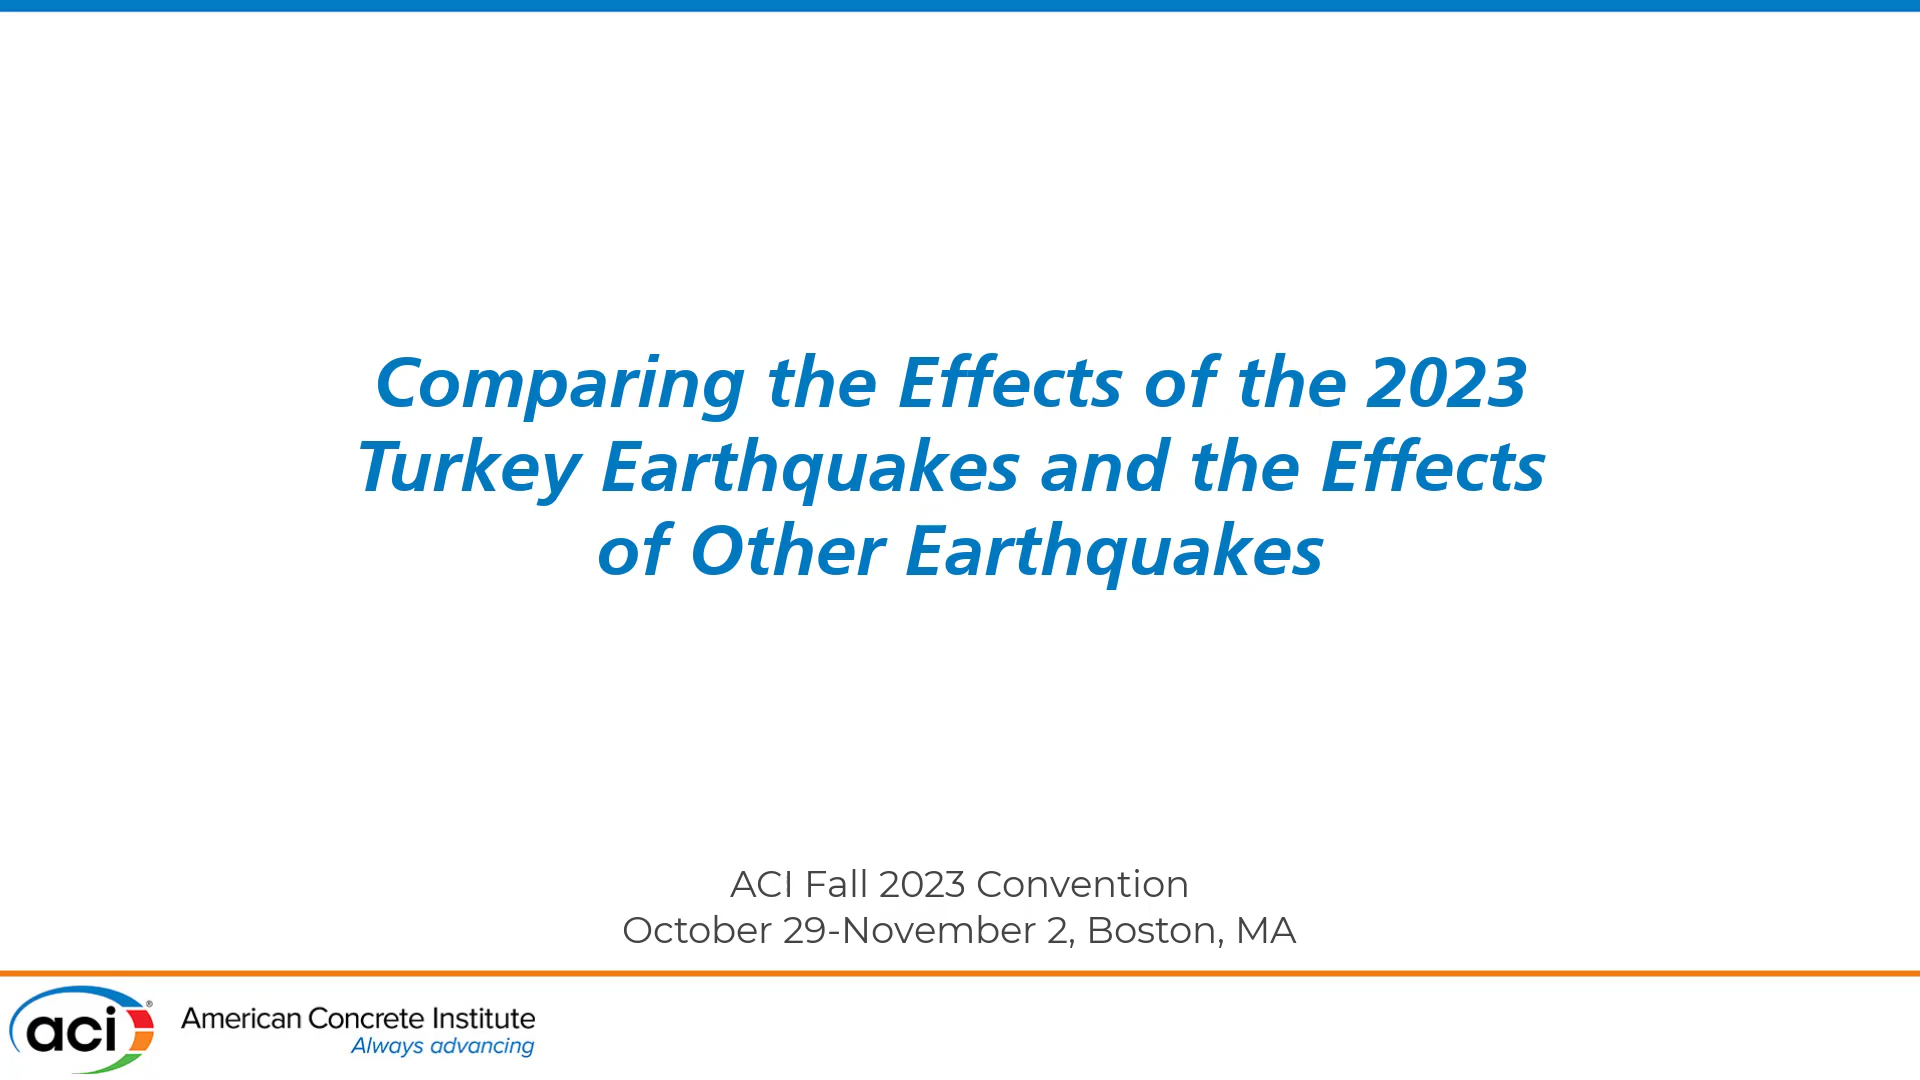 Comparing the Effects of the 2023
Turkey Earthquakes and the Effects
of Other Earthquakes
ACI Fall 2023 Convention
October 29-November 2, Boston, MA
aci®
American Concrete Institute
Always advancing